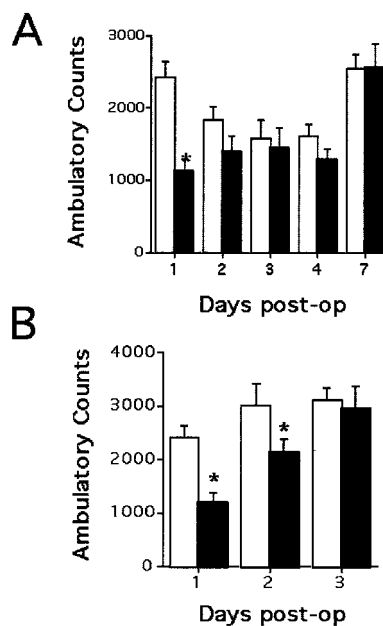 A
Ambulatory Counts
3000
2000
1000
0
*
1 2 3 4 7
Days post-op
B
Ambulatory Counts
4000
3000
2000
1000
0
* *
1 2 3
Days post-op